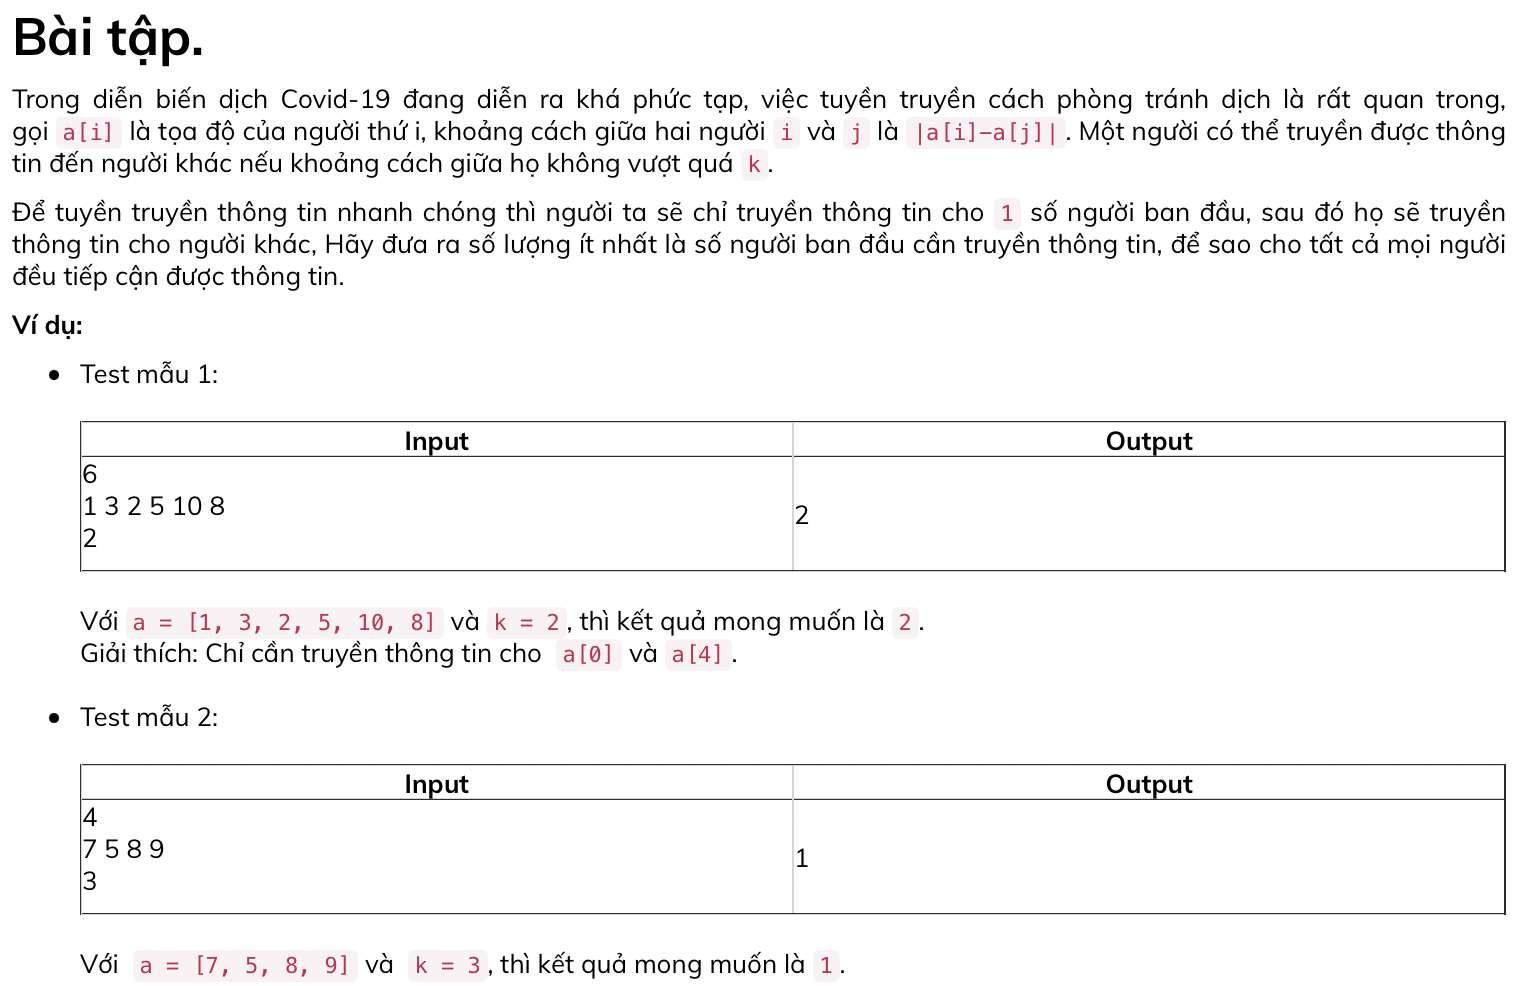 Bài tập.
Trong diễn biến dịch Covid-19 đang diễn ra khá phức tạp, việc tuyền truyền cách phòng tránh dịch là rất quan trong,
gọi a[i] là tọa độ của người thứ i, khoảng cách giữa hai người i và j là |a[i]-a[j]|. Một người có thể truyền được thông
tin đến người khác nếu khoảng cách giữa họ không vượt quá k.
Để tuyền truyền thông tin nhanh chóng thì người ta sẽ chỉ truyền thông tin cho 1 số người ban đầu, sau đó họ sẽ truyền
thông tin cho người khác, Hãy đưa ra số lượng ít nhất là số người ban đầu cần truyền thông tin, để sao cho tất cả mọi người
đều tiếp cận được thông tin.
Ví dụ:
Test mẫu 1:
Input Output
6
1 3 2 5 10 8
2
2
Với a = [1, 3, 2, 5, 10, 8] và k = 2, thì kết quả mong muốn là 2.
Giải thích: Chỉ cần truyền thông tin cho a[0] và a[4].
Test mẫu 2:
Input Output
4
7 5 8 9
3
1
Với a = [7, 5, 8, 9] và k = 3, thì kết quả mong muốn là 1.